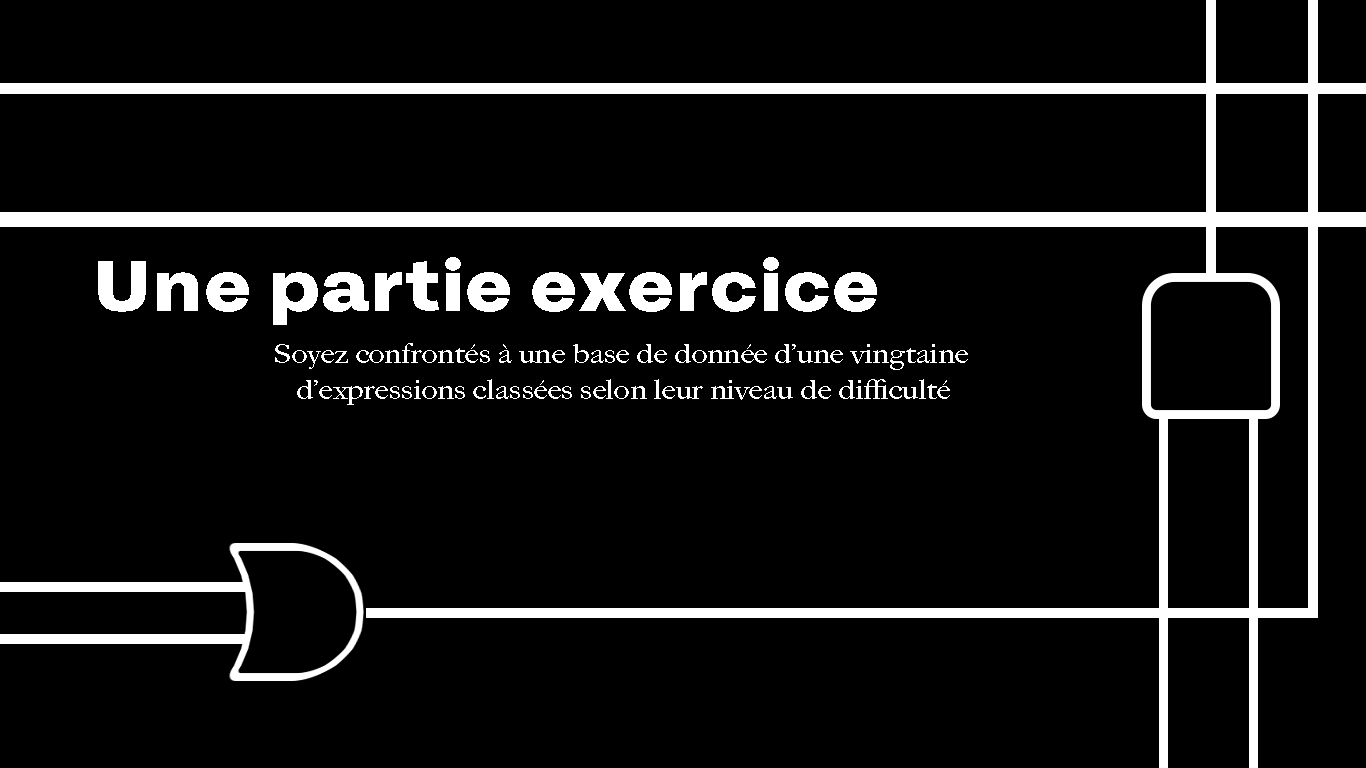 Une partie exercice
Soyez confrontés à une base de donnée d’une vingtaine
d’expressions classées selon leur niveau de difficulté